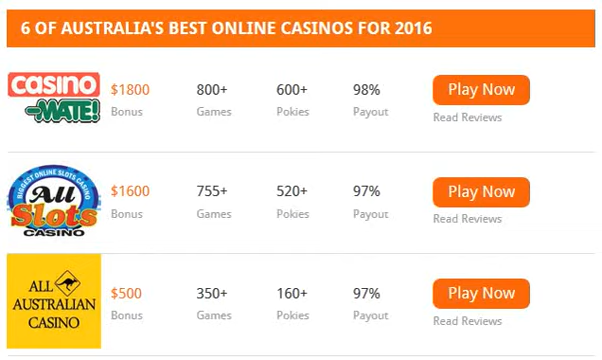 6 OF AUSTRALIA'S BEST ONLINE CASINOS FOR 2016
casino
-MATE!
$1800 800+ 600+ 98% Play Now
Bonus Games Pokies Payout Read Reviews
BIGGEST ONLINE SLOTS CASINO
All
Slots
CASINO
$1600 755+ 520+ 97% Play Now
Bonus Games Pokies Payout Read Reviews
ALL
AUSTRALIAN
CASINO
$500 350+ 160+ 97% Play Now
Bonus Games Pokies Payout Read Reviews